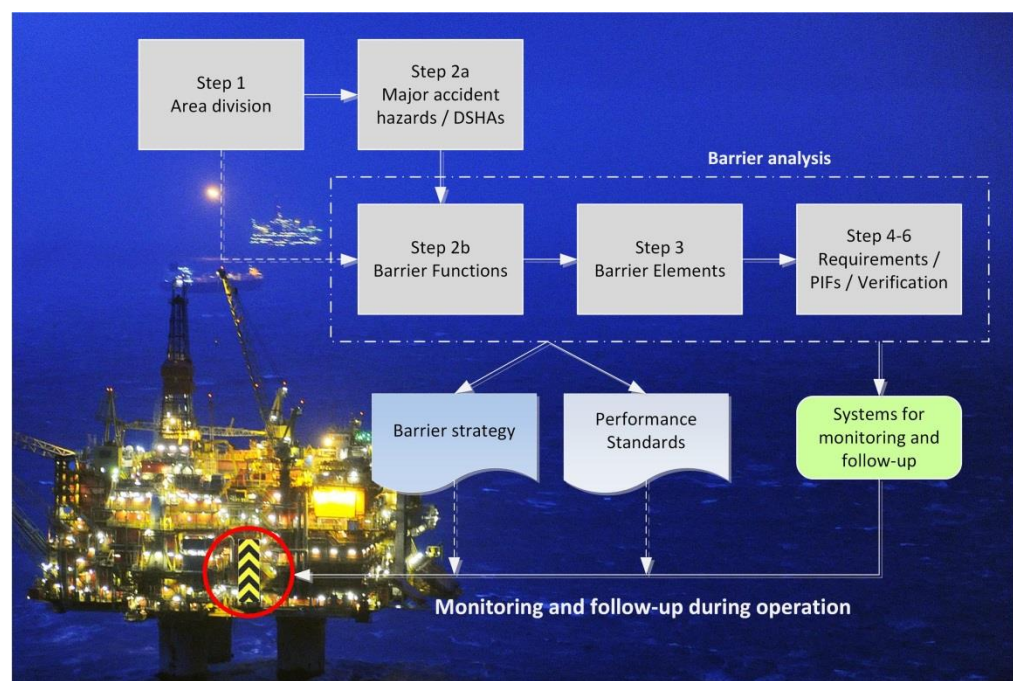 Step 1
Area division
Step 2a
Major accident
hazards / DSHAs
Barrier analysis
Step 2b
Barrier Functions
Step 3
Barrier Elements
Step 4-6
Requirements /
PIFs / Verification
Barrier strategy
Performance
Standards
Systems for
monitoring and
follow-up
Monitoring and follow-up during operation